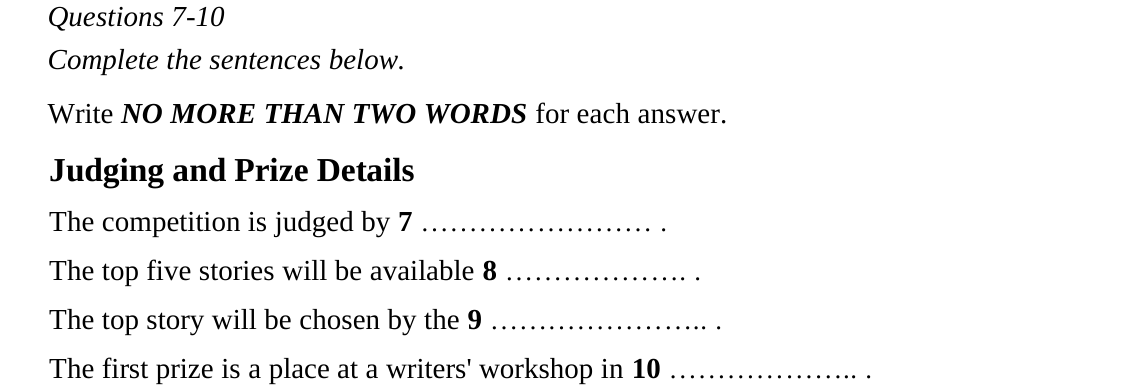 Questions 7-10
Complete the sentences below.
Write NO MORE THAN TWO WORDS for each answer.
Judging and Prize Details
The competition is judged by 7 …………………… .
The top five stories will be available 8 ………………. .
The top story will be chosen by the 9 ………………….. .
The first prize is a place at a writers' workshop in 10 ……………….. .